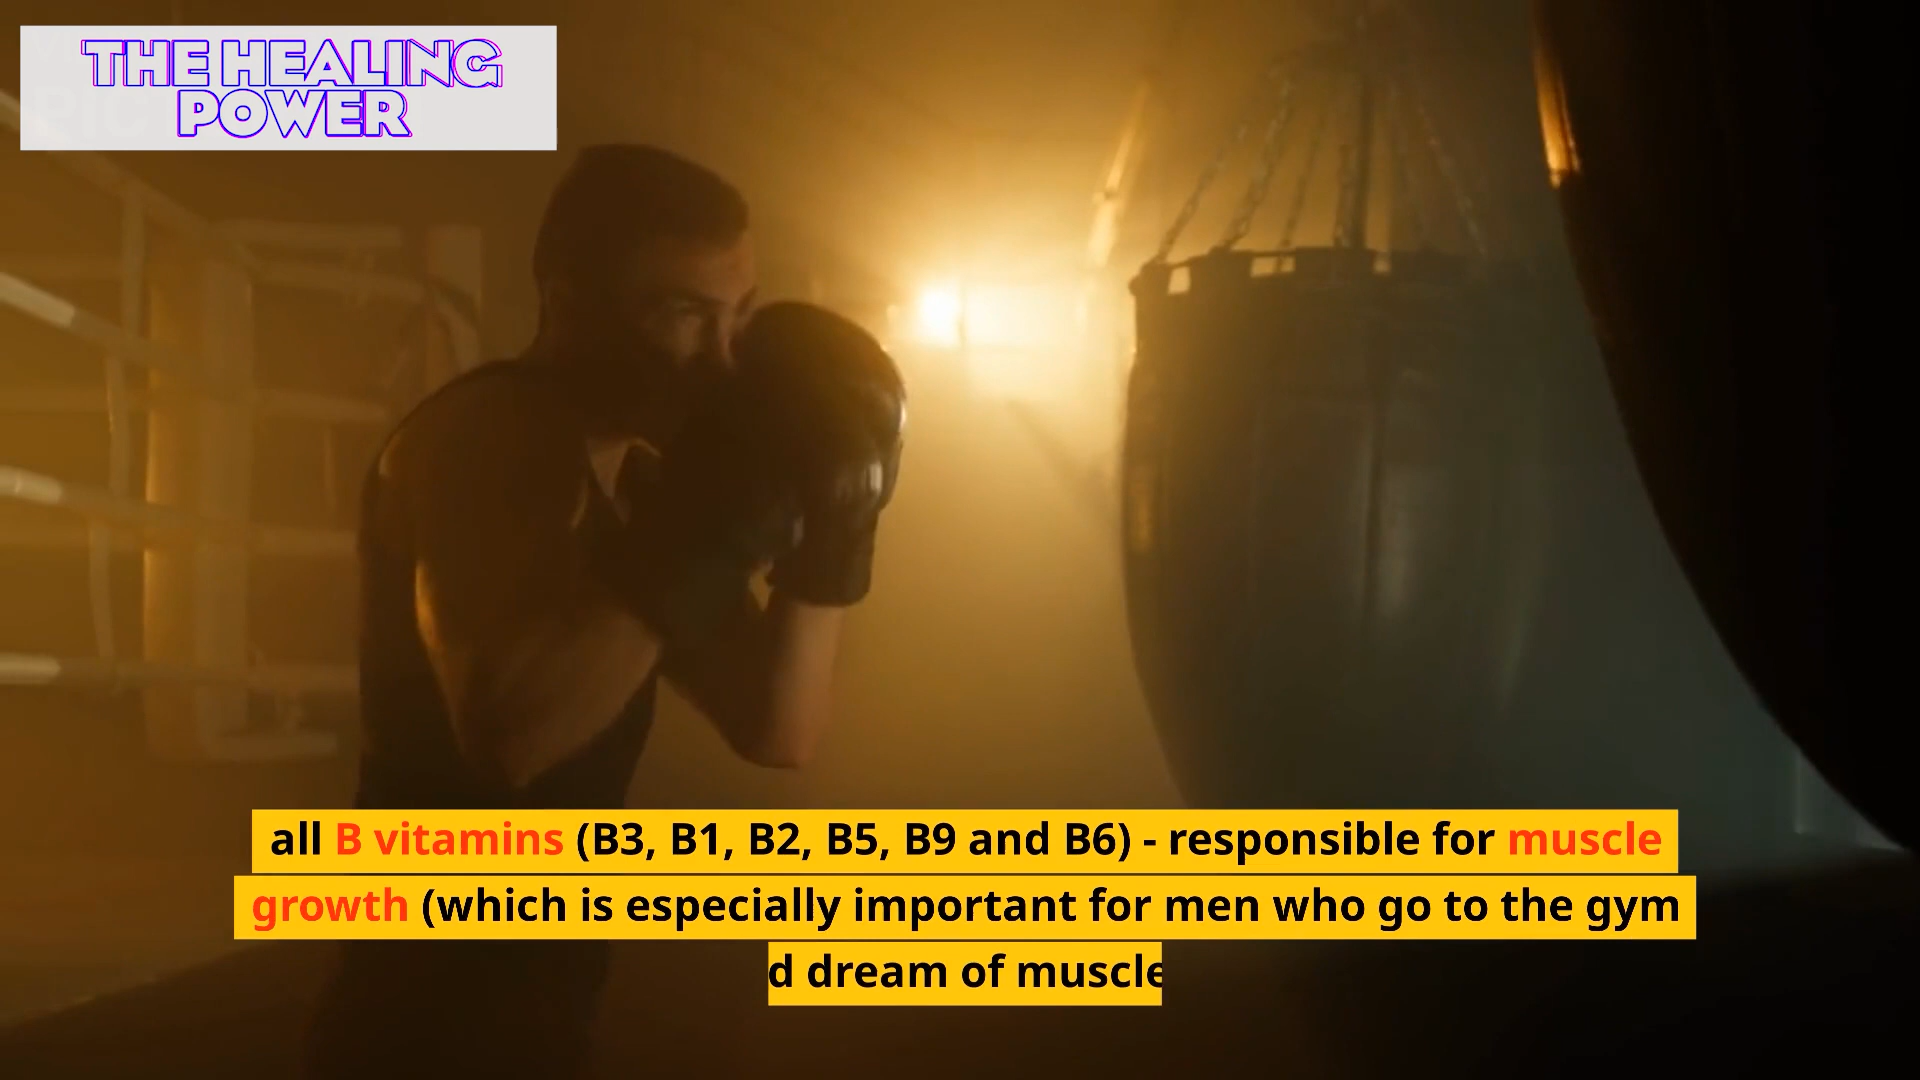 THE HEALING
POWER
all B vitamins (B3, B1, B2, B5, B9 and B6) - responsible for muscle
growth (which is especially important for men who go to the gym
d dream of muscle